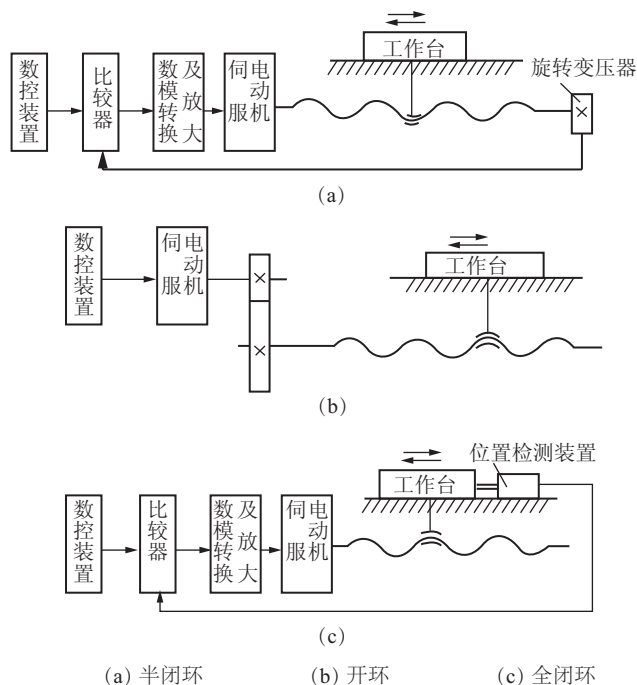 工作台
旋转变压器
数控装置
比较器
数模转换及放大
伺服电动机
(a)
数控装置
伺服电动机
工作台
(b)
位置检测装置
工作台
数控装置
比较器
数模转换及放大
伺服电动机
(c)
(a) 半闭环 (b) 开环 (c) 全闭环